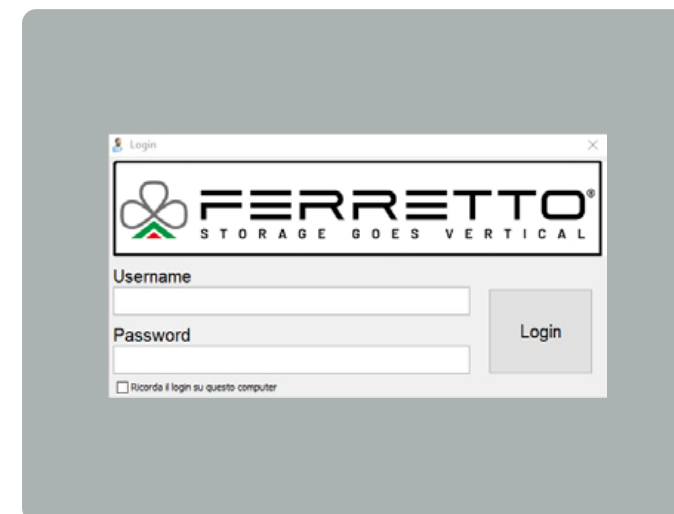 Login
FERRETTO®
STORAGE GOES VERTICAL
Username
Password
Login
Ricorda il login su questo computer